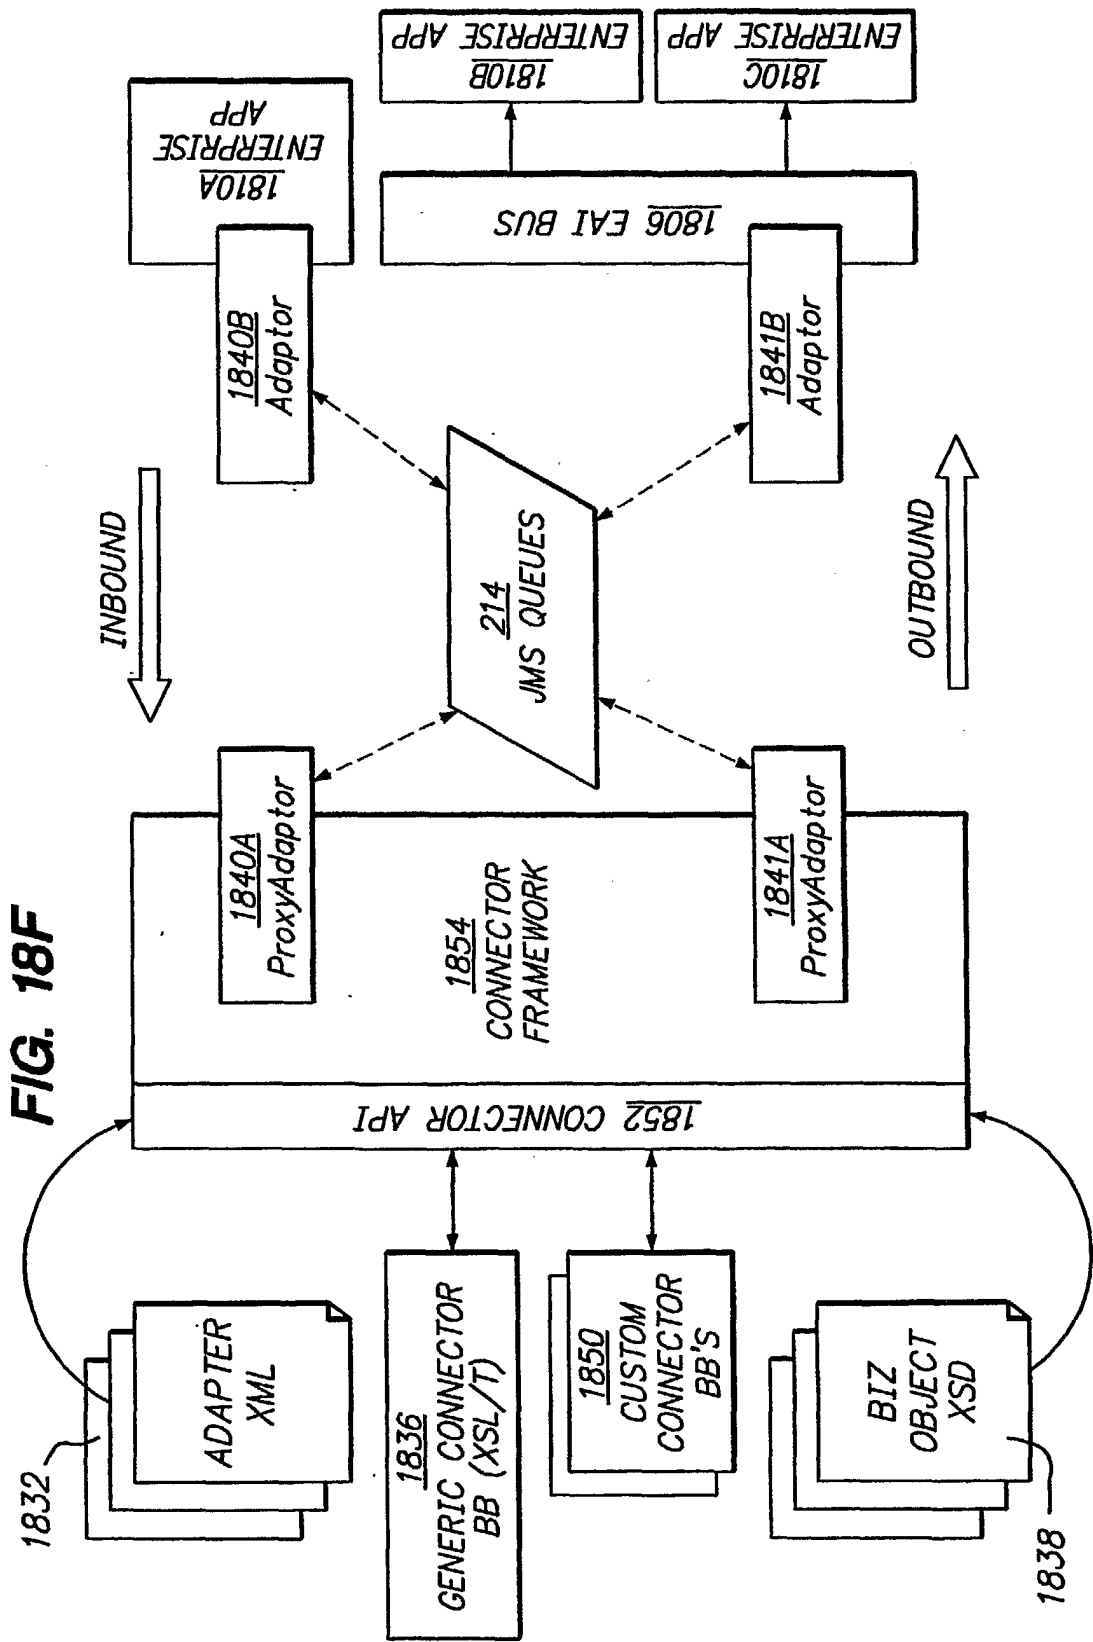 FIG. 18F
1832
ADAPTER
XML
1836
GENERIC CONNECTOR
BB (XSL/T)
1850
CUSTOM
CONNECTOR
BB'S
BIZ
OBJECT
XSD
1838
1852 CONNECTOR API
1854
CONNECTOR
FRAMEWORK
1840A
ProxyAdaptor
1841A
ProxyAdaptor
INBOUND
214
JMS QUEUES
OUTBOUND
1840B
Adaptor
1841B
Adaptor
1810A
ENTERPRISE
APP
1806 EAI BUS
1810B
ENTERPRISE APP
1810C
ENTERPRISE APP